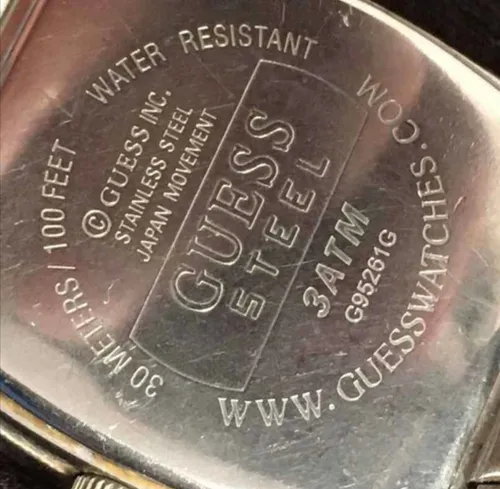 WATER RESISTANT
30 METERS / 100 FEET
© GUESS INC.
STAINLESS STEEL
JAPAN MOVEMENT
GUESS
STEEL
3ATM
G95261G
WWW.GUESSWATCHES.COM